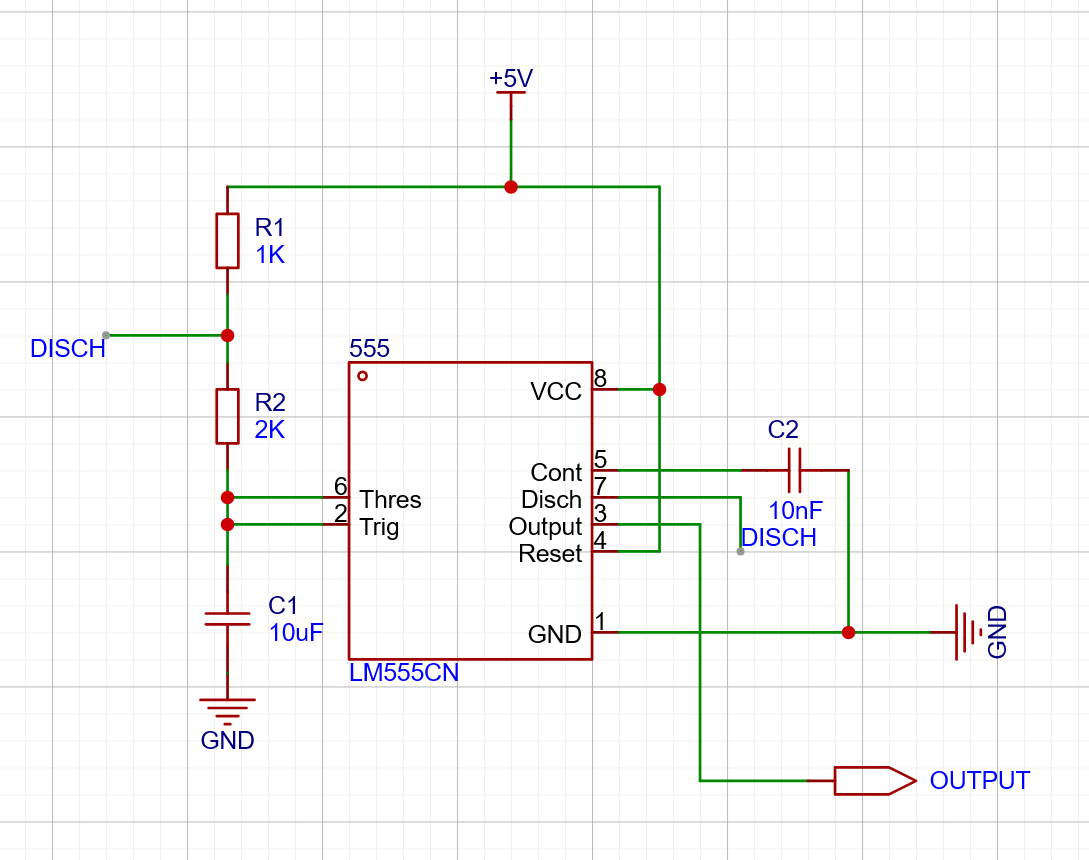 +5V
R1
1K
DISCH
555
R2
2K
VCC
8
C2
Cont
5
6
Thres
Disch
7
10nF
2
Trig
Output
3
DISCH
Reset
4
C1
10uF
GND
1
GND
LM555CN
GND
OUTPUT